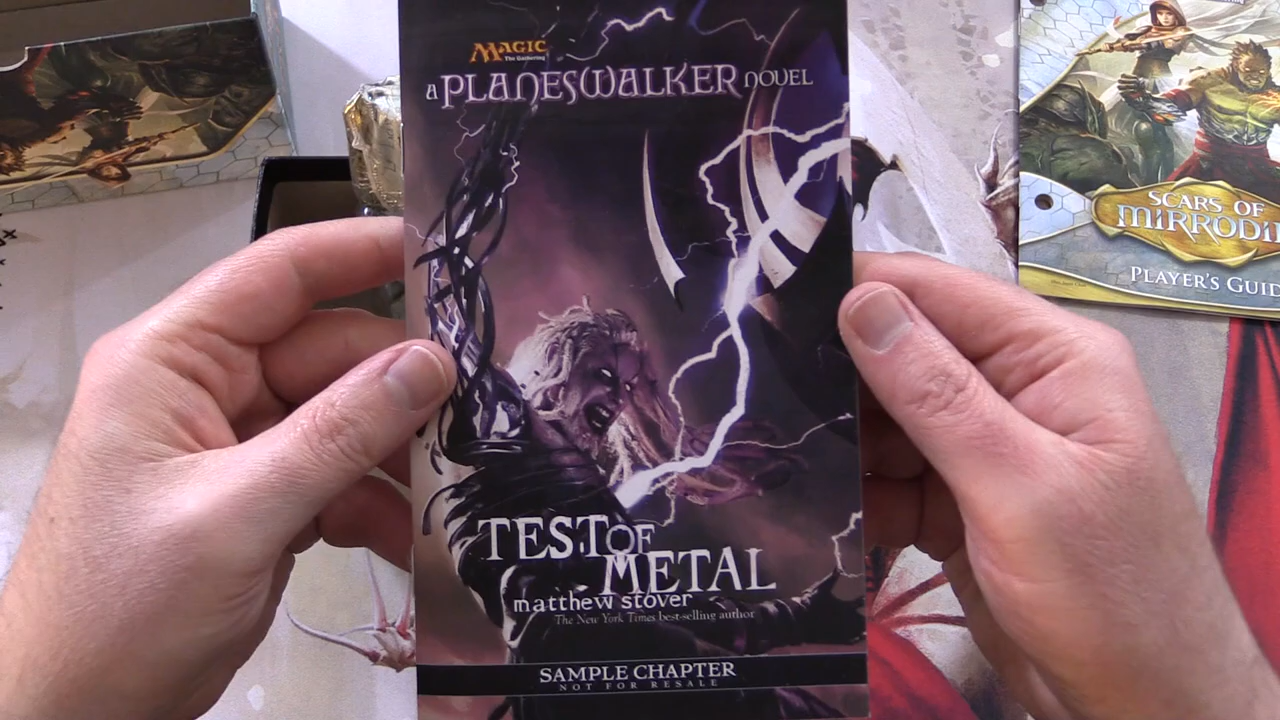 MAGIC
The Gathering
A PLANESWALKER NOVEL
TEST OF
METAL
matthew stover
The New York Times best-selling author
SAMPLE CHAPTER
NOT FOR RESALE
SCARS OF
MIRRODIN
PLAYER'S GUID